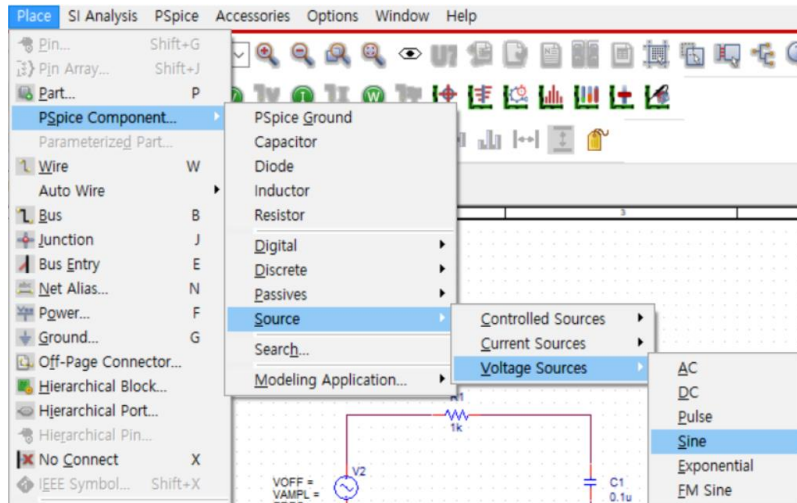 Place SI Analysis PSpice Accessories Options Window Help
Pin... Shift+G
Pin Array... Shift+J
Part... P
PSpice Component...
Parameterized Part...
Wire W
Auto Wire
Bus B
Junction J
Bus Entry E
Net Alias... N
Power... F
Ground... G
Off-Page Connector...
Hierarchical Block...
Hierarchical Port...
Hierarchical Pin...
No Connect X
IEEE Symbol... Shift+X
PSpice Ground
Capacitor
Diode
Inductor
Resistor
Digital
Discrete
Passives
Source
Search...
Modeling Application...
Controlled Sources
Current Sources
Voltage Sources
AC
DC
Pulse
Sine
Exponential
FM Sine
3
R1
1k
V2
VOFF =
VAMPL =
C1
0.1u